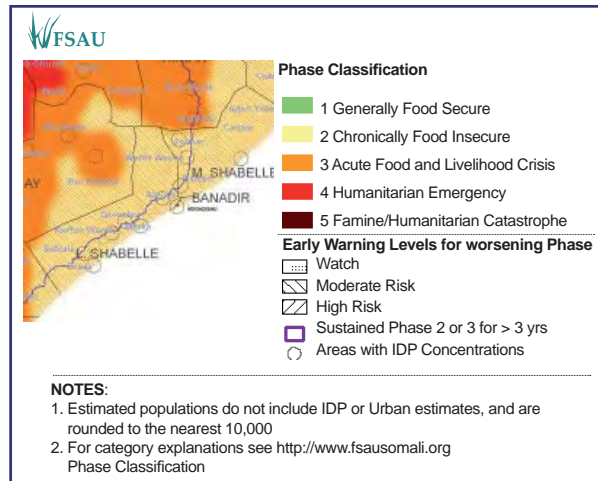 FSAU
M. SHABELLE
BANADIR
AY
L. SHABELLE
Phase Classification
1 Generally Food Secure
2 Chronically Food Insecure
3 Acute Food and Livelihood Crisis
4 Humanitarian Emergency
5 Famine/Humanitarian Catastrophe
Early Warning Levels for worsening Phase
Watch
Moderate Risk
High Risk
Sustained Phase 2 or 3 for > 3 yrs
Areas with IDP Concentrations
NOTES:
1. Estimated populations do not include IDP or Urban estimates, and are
rounded to the nearest 10,000
2. For category explanations see http://www.fsausomali.org
Phase Classification